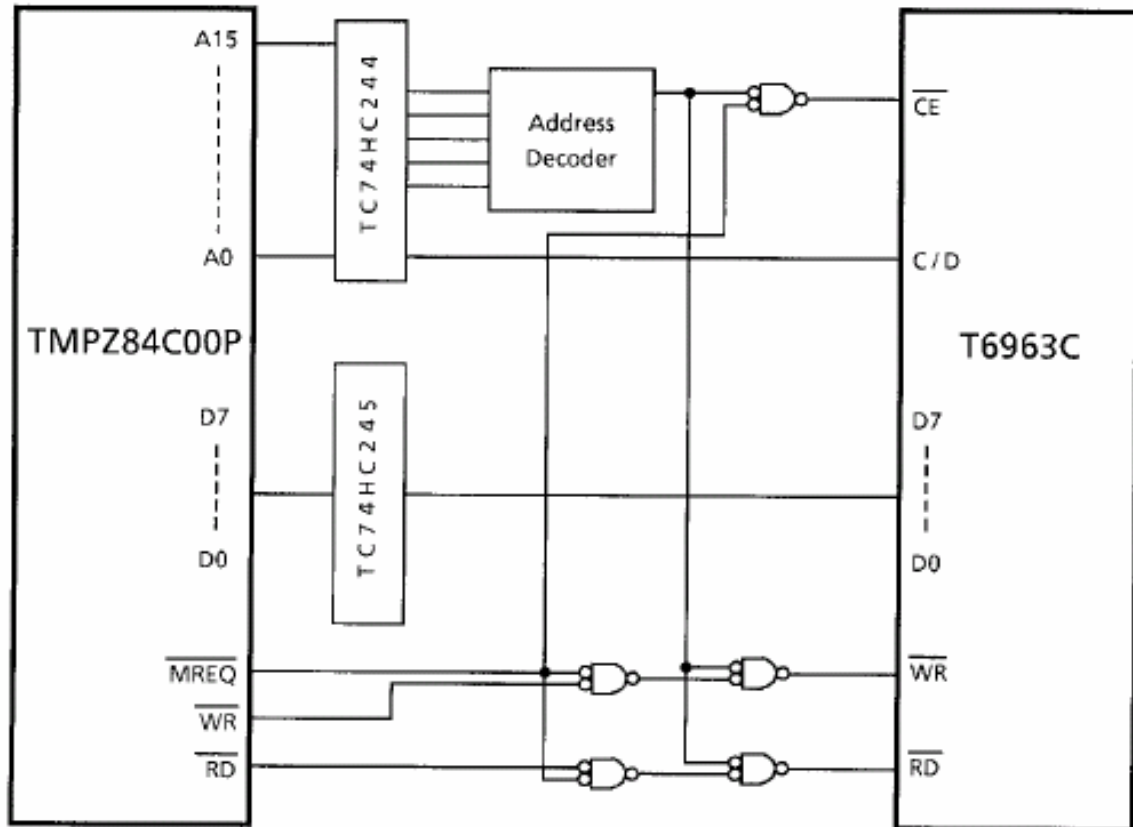 A15
A0
TMPZ84C00P
D7
D0
MREQ
WR
RD
TC74HC244
TC74HC245
Address
Decoder
CE
C/D
T6963C
D7
D0
WR
RD